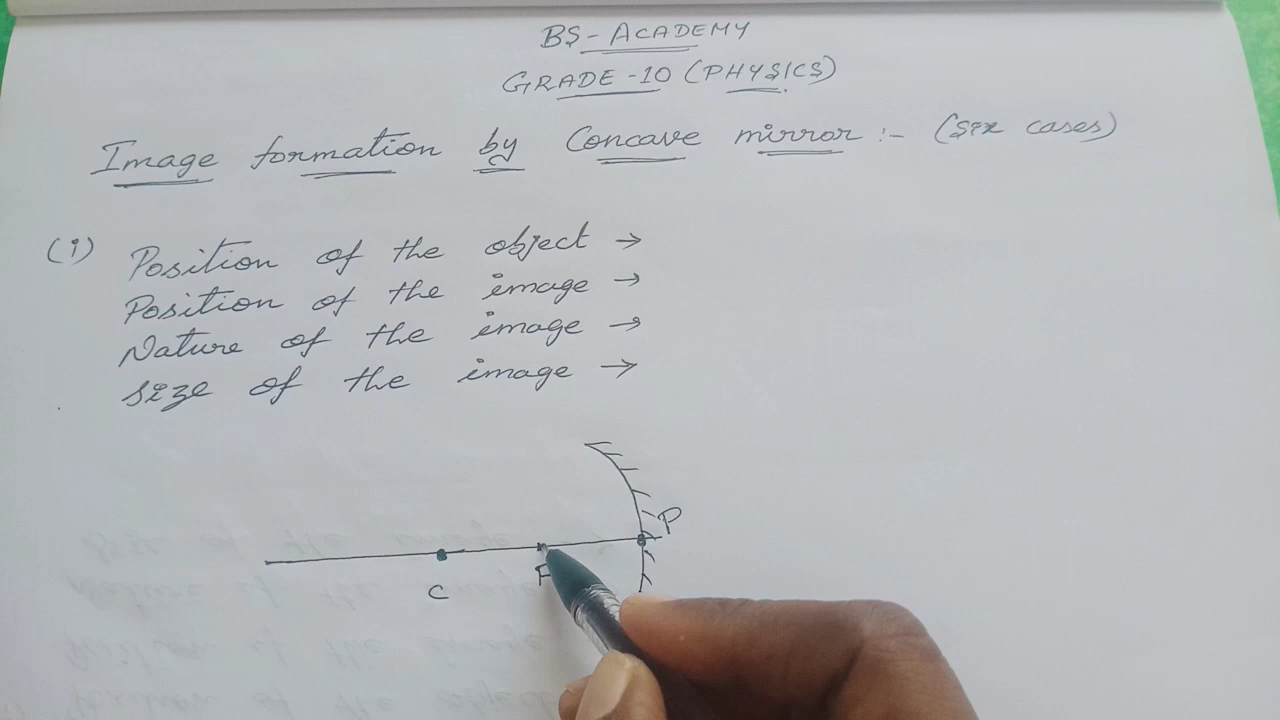 BS- ACADEMY
GRADE-10 (PHYSICS)
Image formation by Concave mirror :- (Six cases)
(i) Position of the object →
Position of the image →
Nature of the image →
Size of the image →
P
C
F